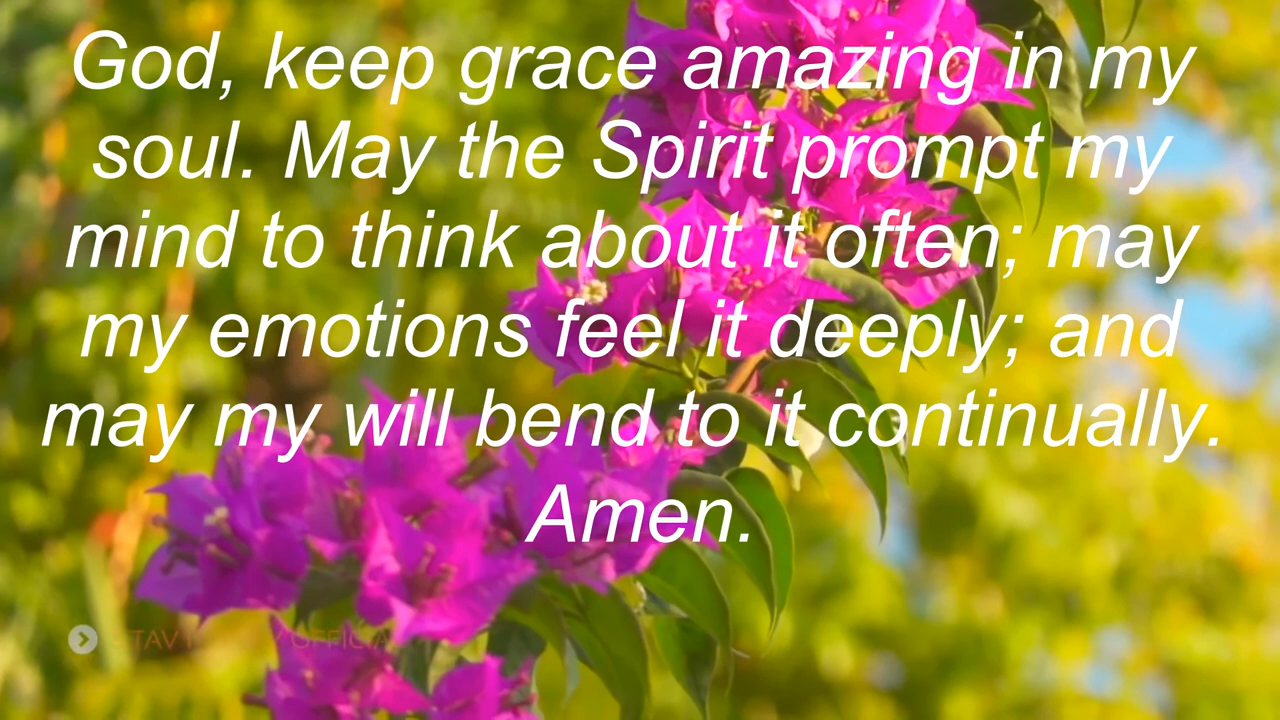 God, keep grace amazing in my
soul. May the Spirit prompt my
mind to think about it often; may
my emotions feel it deeply; and
may my will bend to it continually.
Amen.